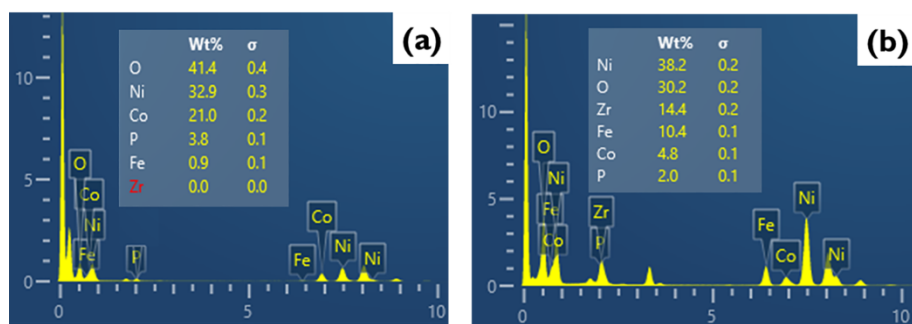 (a)
Wt% σ
O 41.4 0.4
Ni 32.9 0.3
Co 21.0 0.2
P 3.8 0.1
Fe 0.9 0.1
Zr 0.0 0.0
10
5
0
O
Co
Ni
Fe
P
Fe
Co
Ni
Ni
0 5 10
(b)
Wt% σ
Ni 38.2 0.2
O 30.2 0.2
Zr 14.4 0.2
Fe 10.4 0.1
Co 4.8 0.1
P 2.0 0.1
10
5
0
O
Ni
Fe
Co
Zr
P
Fe
Co
Ni
Ni
0 5 10